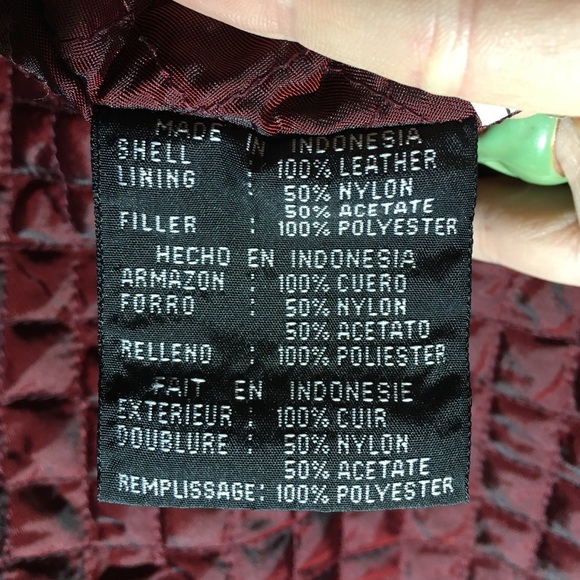 MADE IN INDONESIA
SHELL : 100% LEATHER
LINING : 50% NYLON
50% ACETATE
FILLER : 100% POLYESTER
HECHO EN INDONESIA
ARMAZON : 100% CUERO
FORRO : 50% NYLON
50% ACETATO
RELLENO : 100% POLIESTER
FAIT EN INDONESIE
EXTERIEUR : 100% CUIR
DOUBLURE : 50% NYLON
50% ACETATE
REMPLISSAGE: 100% POLYESTER